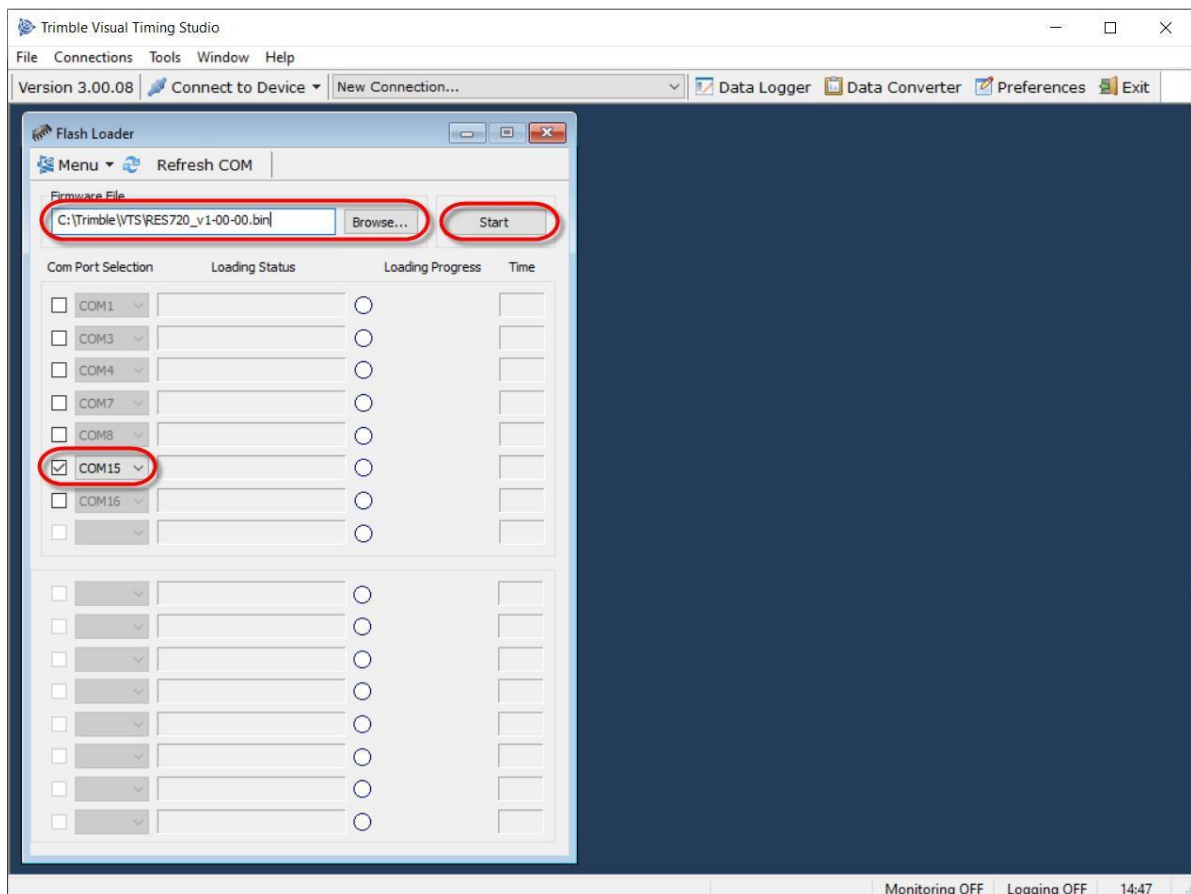 Trimble Visual Timing Studio
File Connections Tools Window Help
Version 3.00.08 Connect to Device New Connection... Data Logger Data Converter Preferences Exit
Flash Loader
Menu Refresh COM
Firmware File
C:\Trimble\VTS\RES720_v1-00-00.bin Browse... Start
Com Port Selection Loading Status Loading Progress Time
COM1
COM3
COM4
COM7
COM8
COM15
COM16
Monitoring OFF Logging OFF 14:47